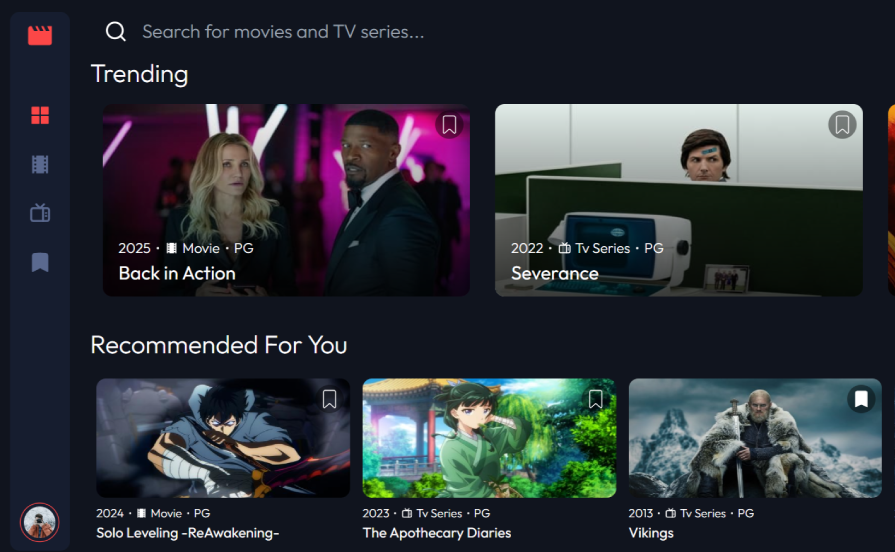 Search for movies and TV series...
Trending
2025 · Movie · PG
Back in Action
2022 · Tv Series · PG
Severance
Recommended For You
2024 · Movie · PG
Solo Leveling -ReAwakening-
2023 · Tv Series · PG
The Apothecary Diaries
2013 · Tv Series · PG
Vikings